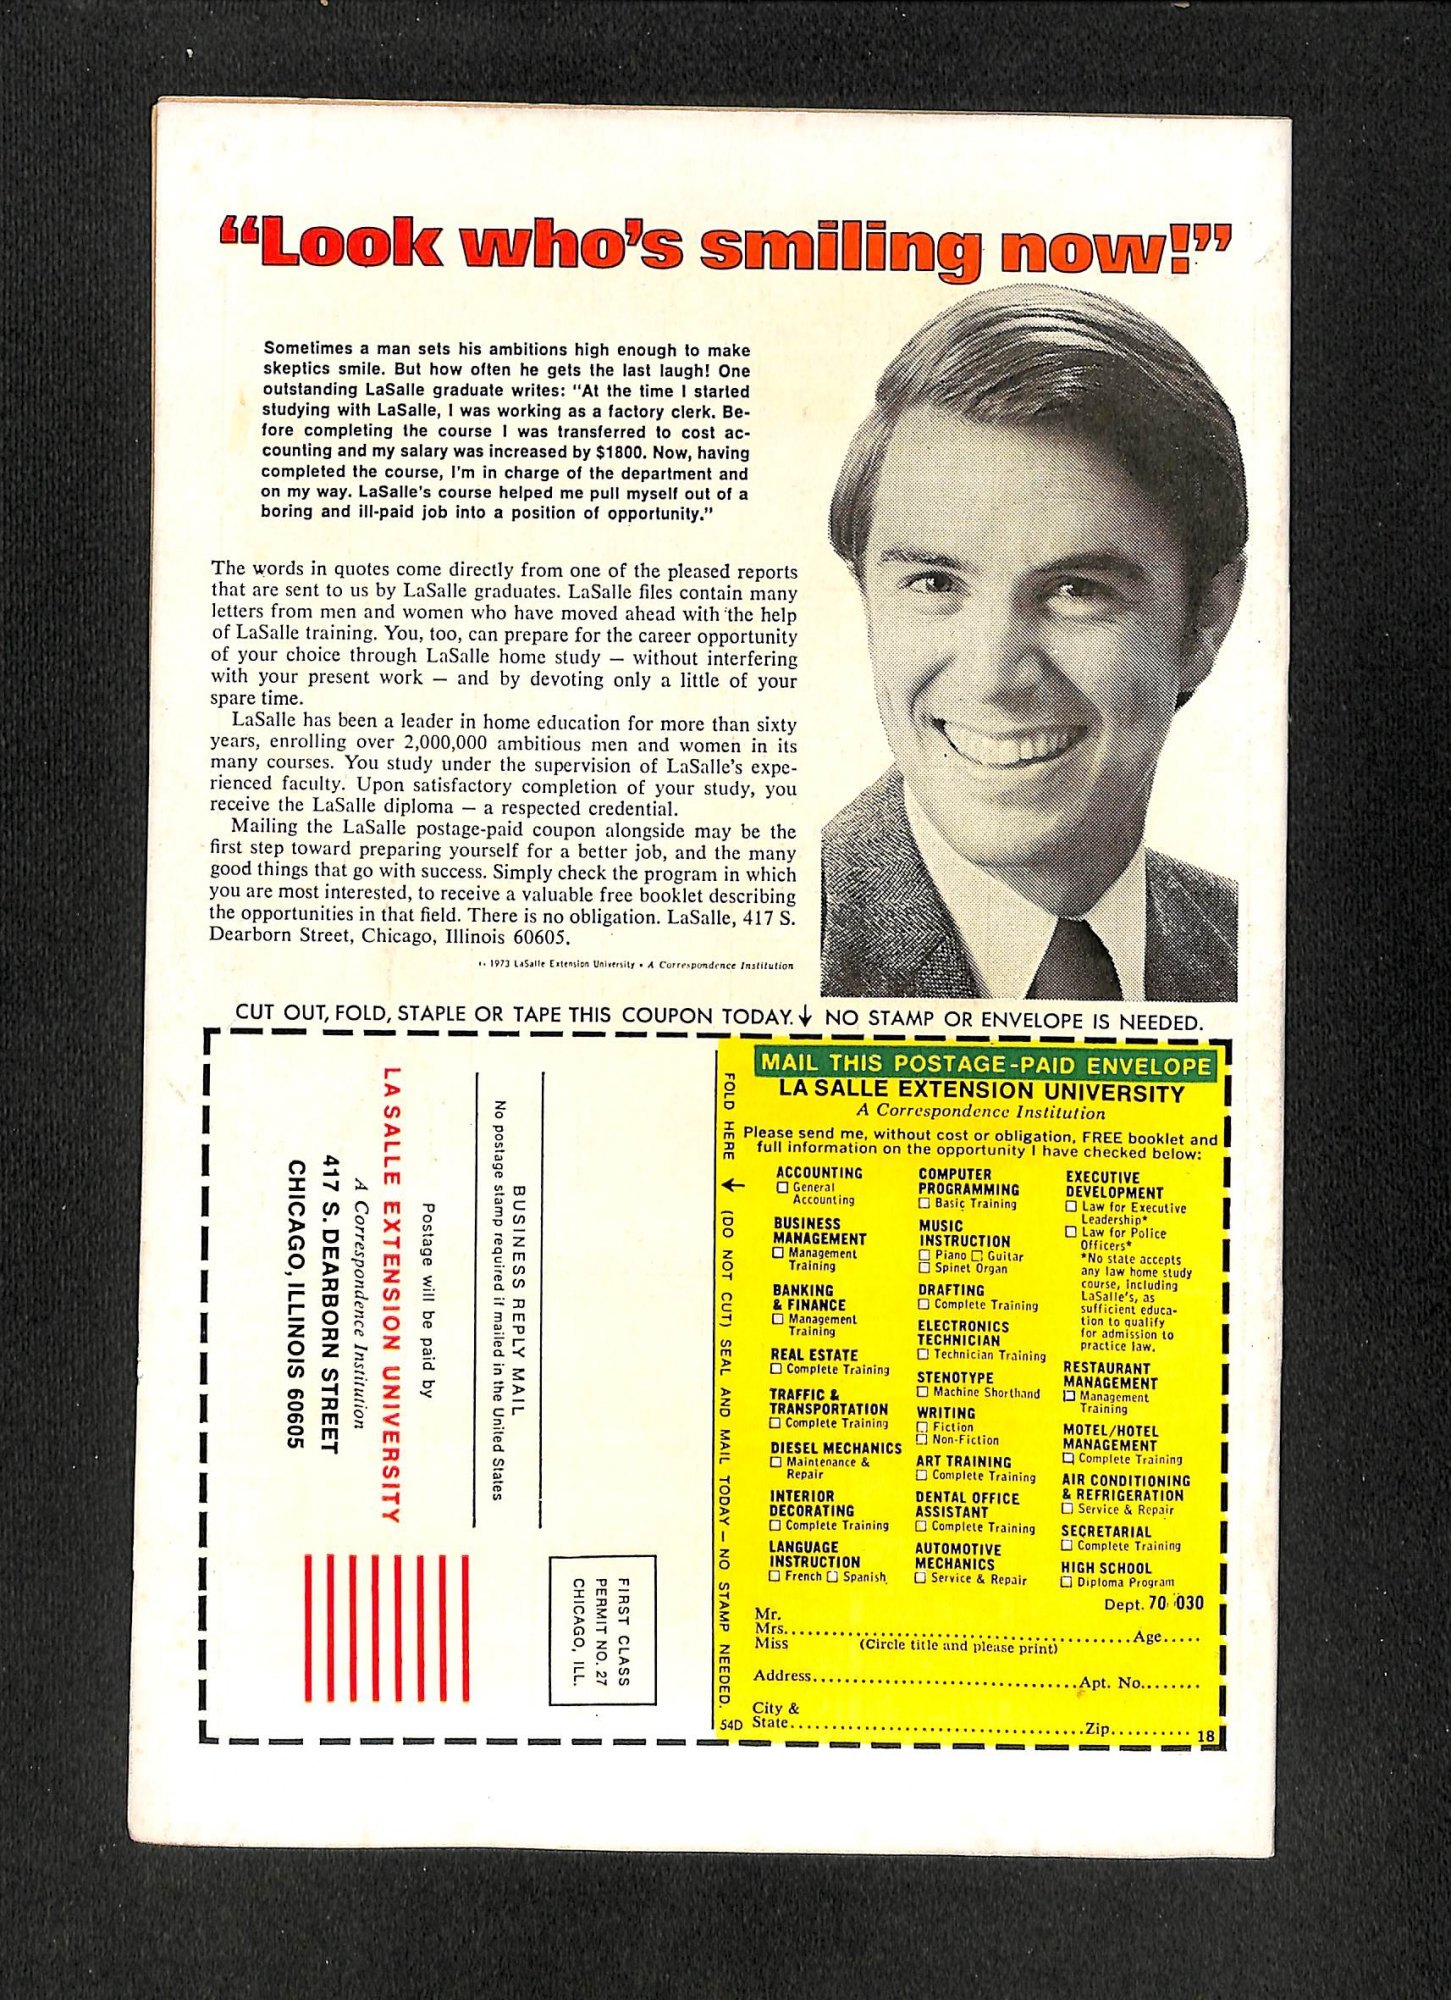 “Look who's smiling now!”
Sometimes a man sets his ambitions high enough to make
skeptics smile. But how often he gets the last laugh! One
outstanding LaSalle graduate writes: "At the time I started
studying with LaSalle, I was working as a factory clerk. Be-
fore completing the course I was transferred to cost ac-
counting and my salary was increased by $1800. Now, having
completed the course, I'm in charge of the department and
on my way. LaSalle's course helped me pull myself out of a
boring and ill-paid job into a position of opportunity."
The words in quotes come directly from one of the pleased reports
that are sent to us by LaSalle graduates. LaSalle files contain many
letters from men and women who have moved ahead with the help
of LaSalle training. You, too, can prepare for the career opportunity
of your choice through LaSalle home study — without interfering
with your present work — and by devoting only a little of your
spare time.
LaSalle has been a leader in home education for more than sixty
years, enrolling over 2,000,000 ambitious men and women in its
many courses. You study under the supervision of LaSalle's expe-
rienced faculty. Upon satisfactory completion of your study, you
receive the LaSalle diploma — a respected credential.
Mailing the LaSalle postage-paid coupon alongside may be the
first step toward preparing yourself for a better job, and the many
good things that go with success. Simply check the program in which
you are most interested, to receive a valuable free booklet describing
the opportunities in that field. There is no obligation. LaSalle, 417 S.
Dearborn Street, Chicago, Illinois 60605.
1973 LaSalle Extension University • A Correspondence Institution
CUT OUT, FOLD, STAPLE OR TAPE THIS COUPON TODAY. ↓ NO STAMP OR ENVELOPE IS NEEDED.
FIRST CLASS
PERMIT NO. 27
CHICAGO, ILL.
BUSINESS REPLY MAIL
No postage stamp required if mailed in the United States
Postage will be paid by
LA SALLE EXTENSION UNIVERSITY
A Correspondence Institution
417 S. DEARBORN STREET
CHICAGO, ILLINOIS 60605
FOLD HERE → (DO NOT CUT) SEAL AND MAIL TODAY — NO STAMP NEEDED.
54D
MAIL THIS POSTAGE-PAID ENVELOPE
LA SALLE EXTENSION UNIVERSITY
A Correspondence Institution
Please send me, without cost or obligation, FREE booklet and
full information on the opportunity I have checked below:
ACCOUNTING
☐ General
Accounting
BUSINESS
MANAGEMENT
☐ Management
Training
BANKING
& FINANCE
☐ Management
Training
REAL ESTATE
☐ Complete Training
TRAFFIC &
TRANSPORTATION
☐ Complete Training
DIESEL MECHANICS
☐ Maintenance &
Repair
INTERIOR
DECORATING
☐ Complete Training
LANGUAGE
INSTRUCTION
☐ French ☐ Spanish
COMPUTER
PROGRAMMING
☐ Basic Training
MUSIC
INSTRUCTION
☐ Piano ☐ Guitar
☐ Spinet Organ
DRAFTING
☐ Complete Training
ELECTRONICS
TECHNICIAN
☐ Technician Training
STENOTYPE
☐ Machine Shorthand
WRITING
☐ Fiction
☐ Non-Fiction
ART TRAINING
☐ Complete Training
DENTAL OFFICE
ASSISTANT
☐ Complete Training
AUTOMOTIVE
MECHANICS
☐ Service & Repair
EXECUTIVE
DEVELOPMENT
☐ Law for Executive
Leadership*
☐ Law for Police
Officers*
*No state accepts
any law home study
course, including
LaSalle's, as
sufficient educa-
tion to qualify
for admission to
practice law.
RESTAURANT
MANAGEMENT
☐ Management
Training
MOTEL/HOTEL
MANAGEMENT
☐ Complete Training
AIR CONDITIONING
& REFRIGERATION
☐ Service & Repair
SECRETARIAL
☐ Complete Training
HIGH SCHOOL
☐ Diploma Program
Dept. 70-030
Mr.
Mrs. Age
Miss (Circle title and please print)
Address Apt. No.
City &
State Zip
18